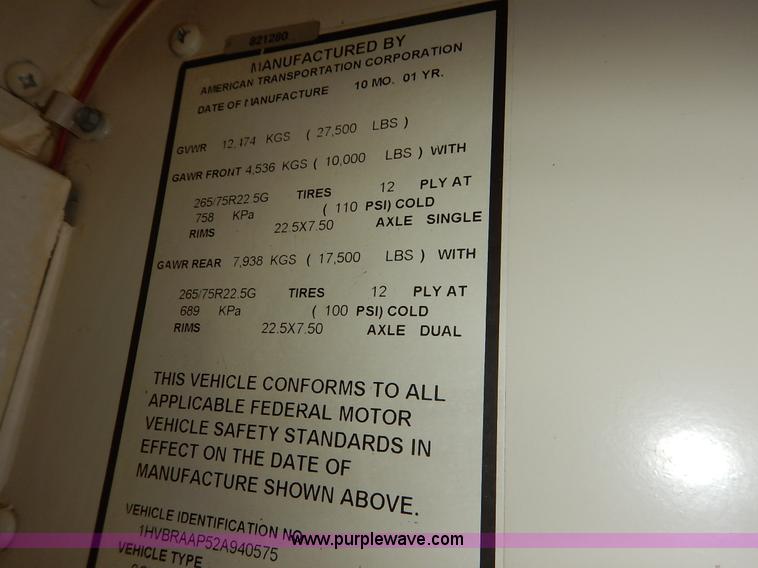 821280
MANUFACTURED BY
AMERICAN TRANSPORTATION CORPORATION
DATE OF MANUFACTURE 10 MO. 01 YR.
GVWR 12,474 KGS ( 27,500 LBS )
GAWR FRONT 4,536 KGS ( 10,000 LBS ) WITH
265/75R22.5G TIRES 12 PLY AT
758 KPa ( 110 PSI) COLD
RIMS 22.5X7.50 AXLE SINGLE
GAWR REAR 7,938 KGS ( 17,500 LBS ) WITH
265/75R22.5G TIRES 12 PLY AT
689 KPa ( 100 PSI) COLD
RIMS 22.5X7.50 AXLE DUAL
THIS VEHICLE CONFORMS TO ALL
APPLICABLE FEDERAL MOTOR
VEHICLE SAFETY STANDARDS IN
EFFECT ON THE DATE OF
MANUFACTURE SHOWN ABOVE.
VEHICLE IDENTIFICATION NO.
1HVBRAAP52A940575
www.purplewave.com
VEHICLE TYPE